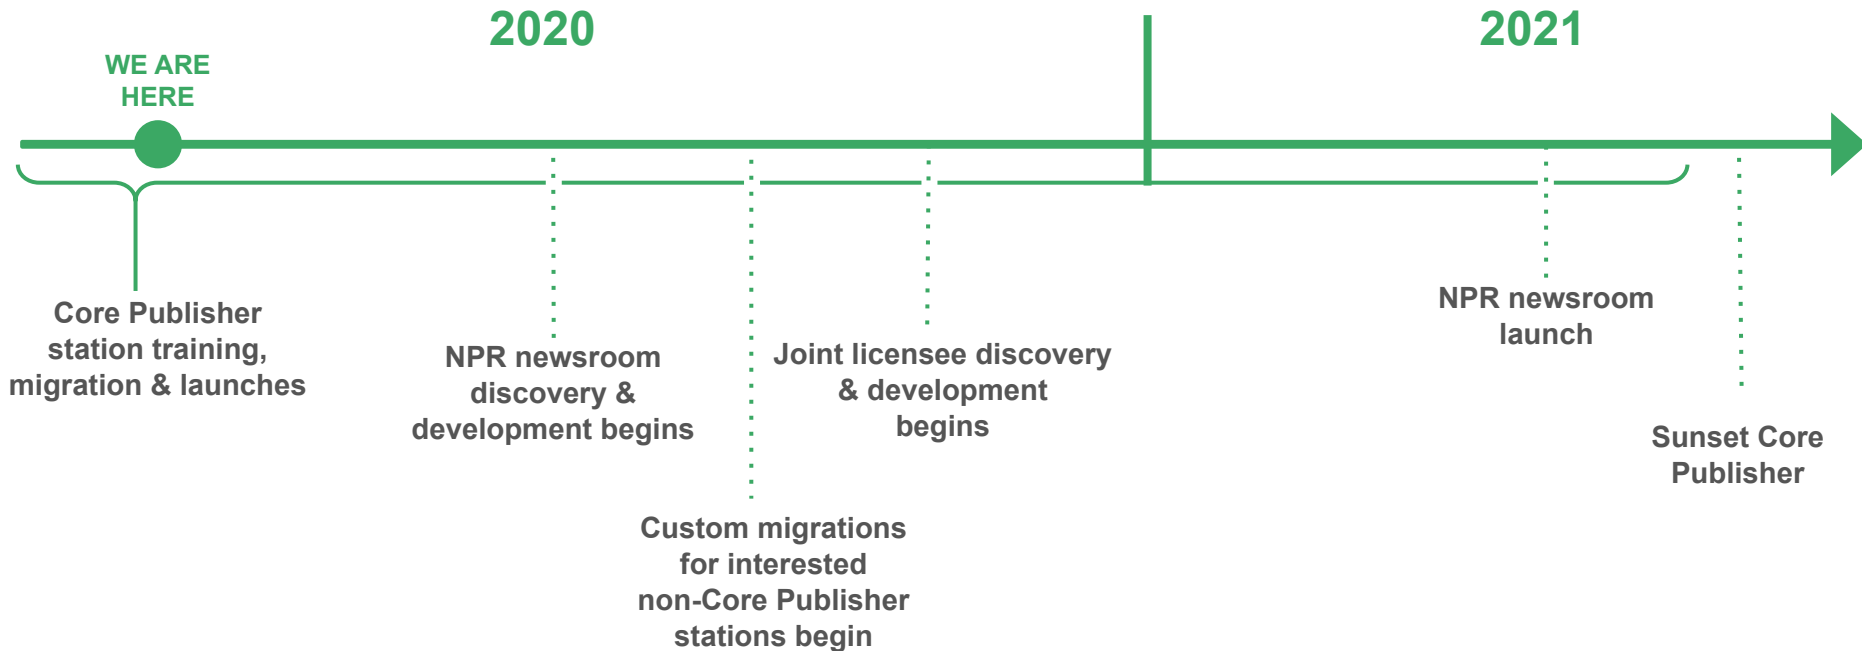 2020
2021
WE ARE
HERE
Core Publisher
station training,
migration & launches
NPR newsroom
discovery &
development begins
Custom migrations
for interested
non-Core Publisher
stations begin
Joint licensee discovery
& development
begins
NPR newsroom
launch
Sunset Core
Publisher